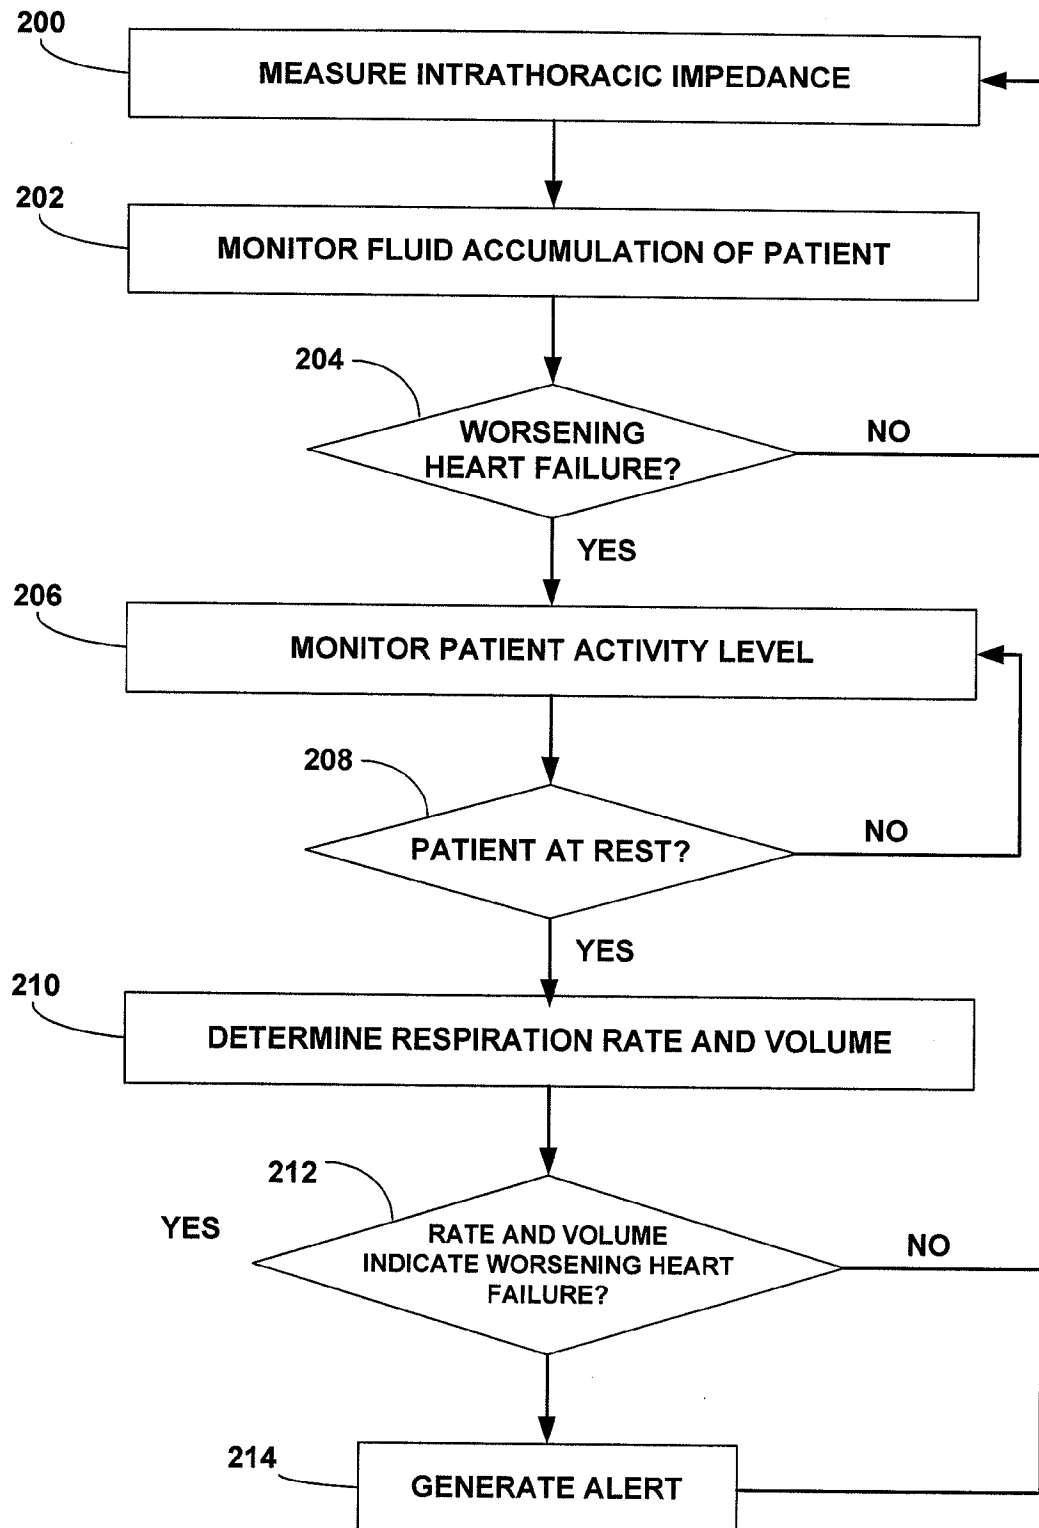 200
MEASURE INTRATHORACIC IMPEDANCE
202
MONITOR FLUID ACCUMULATION OF PATIENT
204
WORSENING
HEART FAILURE?
NO
YES
206
MONITOR PATIENT ACTIVITY LEVEL
208
PATIENT AT REST?
NO
YES
210
DETERMINE RESPIRATION RATE AND VOLUME
212
YES
RATE AND VOLUME
INDICATE WORSENING HEART
FAILURE?
NO
214
GENERATE ALERT